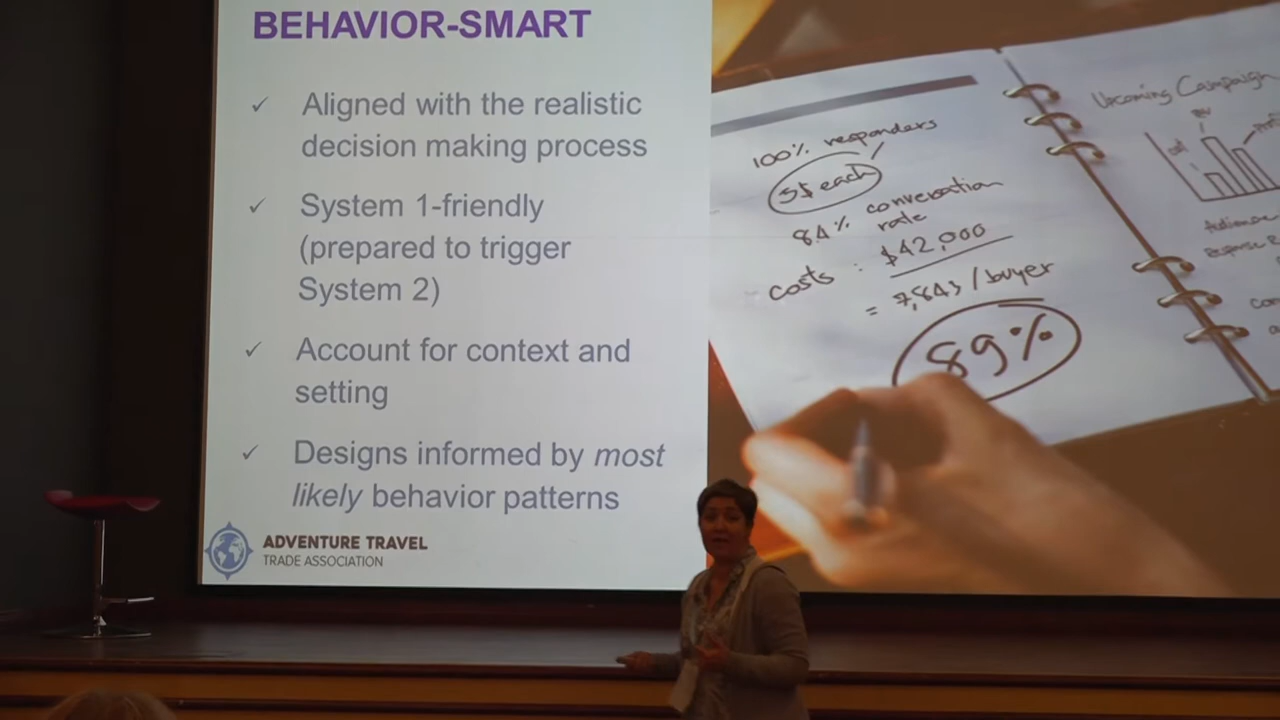 BEHAVIOR-SMART
✓ Aligned with the realistic
decision making process
✓ System 1-friendly
(prepared to trigger
System 2)
✓ Account for context and
setting
✓ Designs informed by most
likely behavior patterns
ADVENTURE TRAVEL
TRADE ASSOCIATION
100% responders
5$ each
8.4% conversation
rate
costs : $42,000
= 7,843 / buyer
89%
Upcoming Campaign